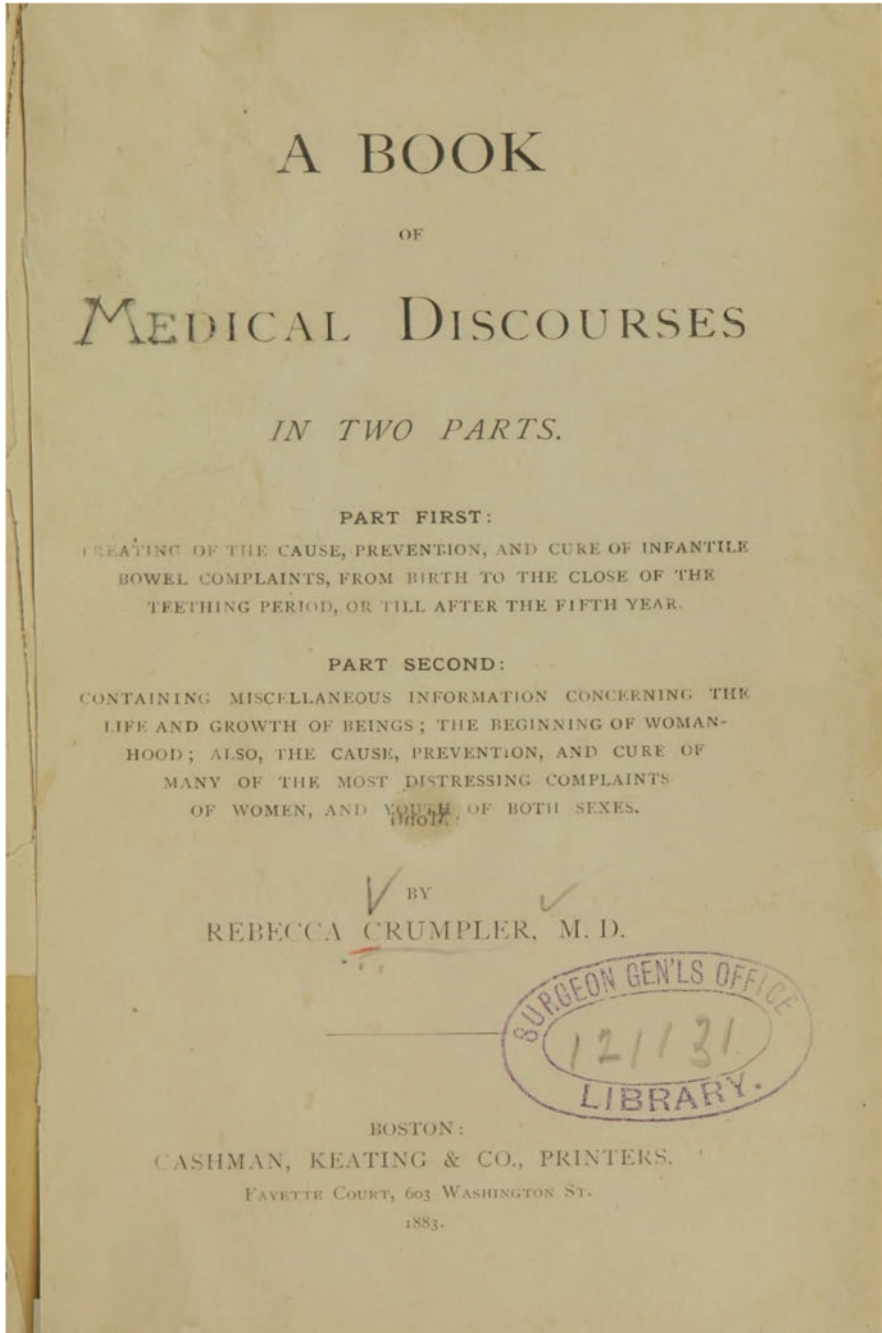 A BOOK
OF
MEDICAL DISCOURSES
IN TWO PARTS.
PART FIRST:
TREATING OF THE CAUSE, PREVENTION, AND CURE OF INFANTILE
BOWEL COMPLAINTS, FROM BIRTH TO THE CLOSE OF THE
TEETHING PERIOD, OR TILL AFTER THE FIFTH YEAR.
PART SECOND:
CONTAINING MISCELLANEOUS INFORMATION CONCERNING THE
LIFE AND GROWTH OF BEINGS; THE BEGINNING OF WOMAN-
HOOD; ALSO, THE CAUSE, PREVENTION, AND CURE OF
MANY OF THE MOST DISTRESSING COMPLAINTS
OF WOMEN, AND YOUTH OF BOTH SEXES.
BY
REBECCA CRUMPLER, M. D.
SURGEON GEN'LS OFFICE
121131
LIBRARY.
BOSTON:
CASHMAN, KEATING & CO., PRINTERS.
FAYETTE COURT, 603 WASHINGTON ST.
1883.